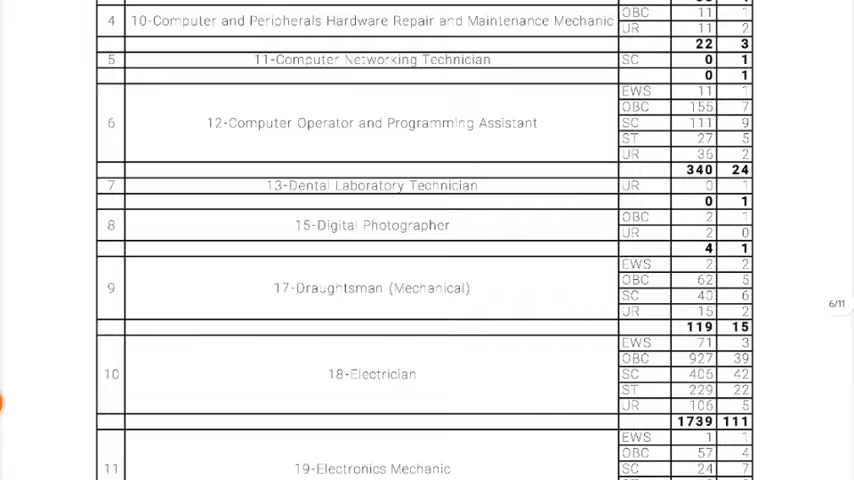 4 10-Computer and Peripherals Hardware Repair and Maintenance Mechanic OBC 11 1
UR 11 2
22 3
5 11-Computer Networking Technician SC 0 1
0 1
6 12-Computer Operator and Programming Assistant EWS 11 1
OBC 155 7
SC 111 9
ST 27 5
UR 36 2
340 24
7 13-Dental Laboratory Technician UR 0 1
0 1
8 15-Digital Photographer OBC 2 1
UR 2 0
4 1
9 17-Draughtsman (Mechanical) EWS 2 2
OBC 62 5
SC 40 6
UR 15 2
119 15
10 18-Electrician EWS 71 3
OBC 927 39
SC 406 42
ST 229 22
UR 106 5
1739 111
11 19-Electronics Mechanic EWS 1 1
OBC 57 4
SC 24 7
6/11